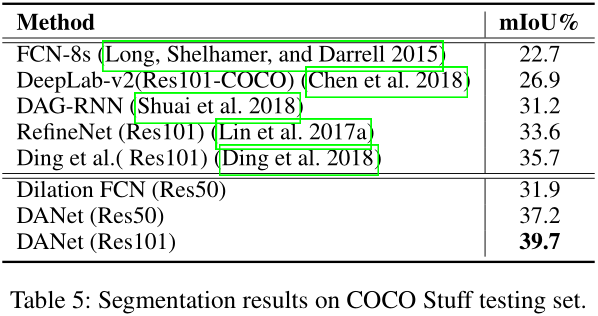 Method mIoU%
FCN-8s (Long, Shelhamer, and Darrell 2015) 22.7
DeepLab-v2(Res101-COCO) (Chen et al. 2018) 26.9
DAG-RNN (Shuai et al. 2018) 31.2
RefineNet (Res101) (Lin et al. 2017a) 33.6
Ding et al.( Res101) (Ding et al. 2018) 35.7
Dilation FCN (Res50) 31.9
DANet (Res50) 37.2
DANet (Res101) 39.7
Table 5: Segmentation results on COCO Stuff testing set.